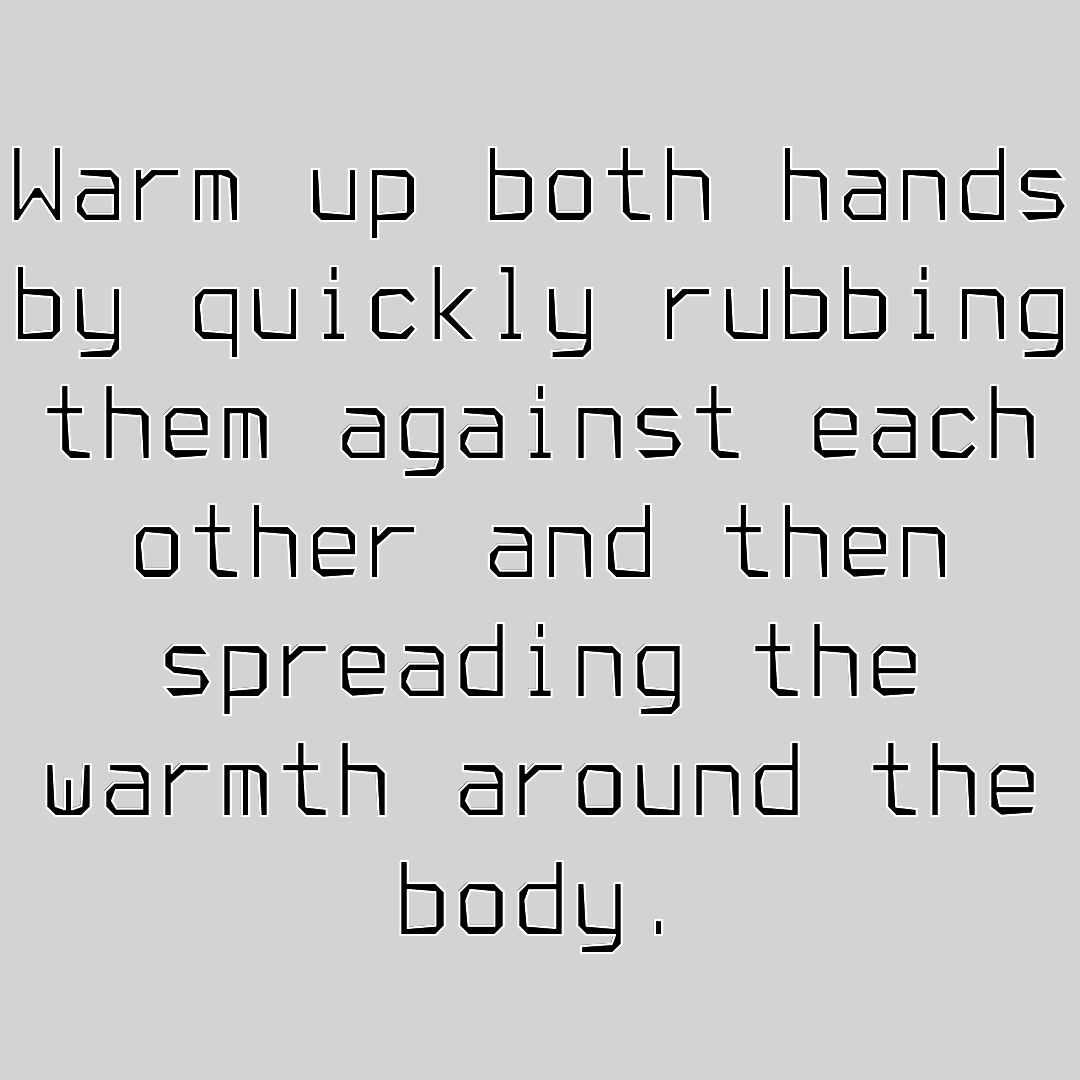 Warm up both hands
by quickly rubbing
them against each
other and then
spreading the
warmth around the
body.